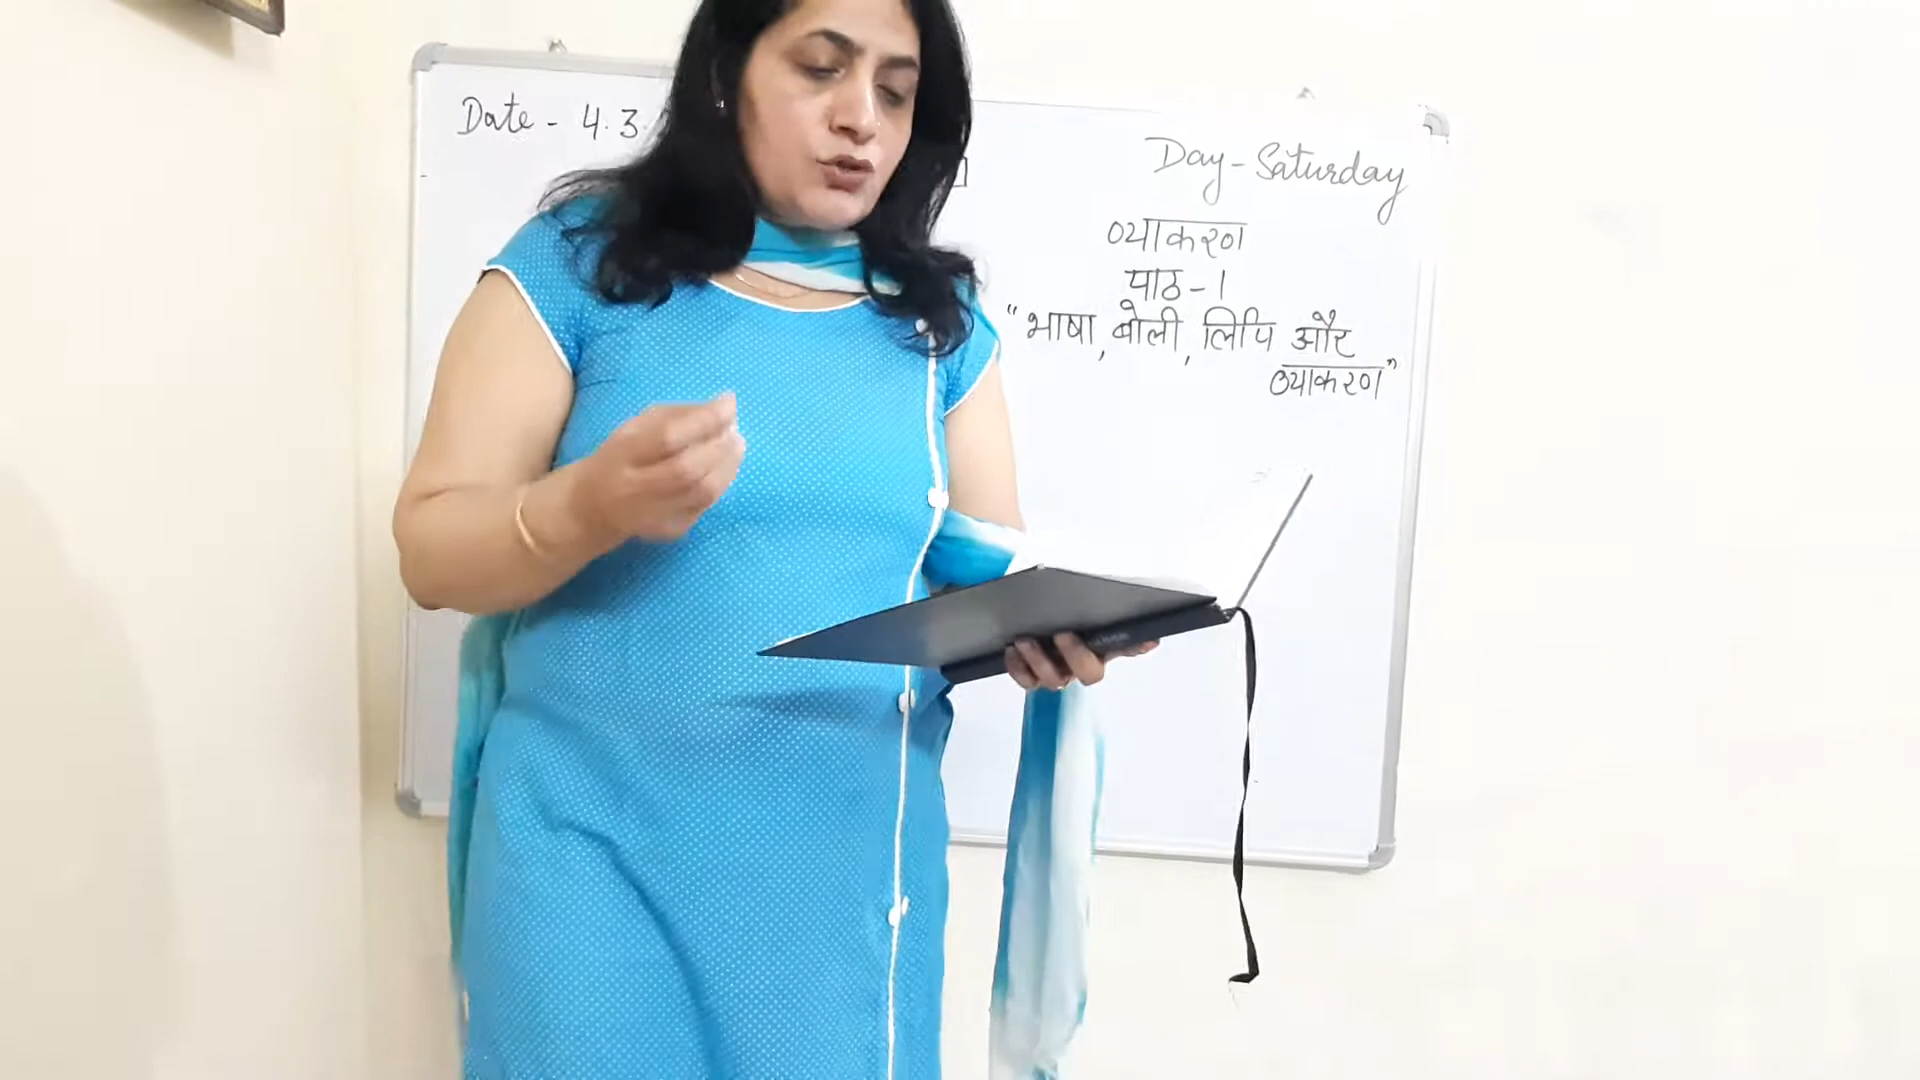 Date - 4.3.
Day - Saturday
व्याकरण
पाठ - 1
"भाषा, बोली, लिपि और
व्याकरण"